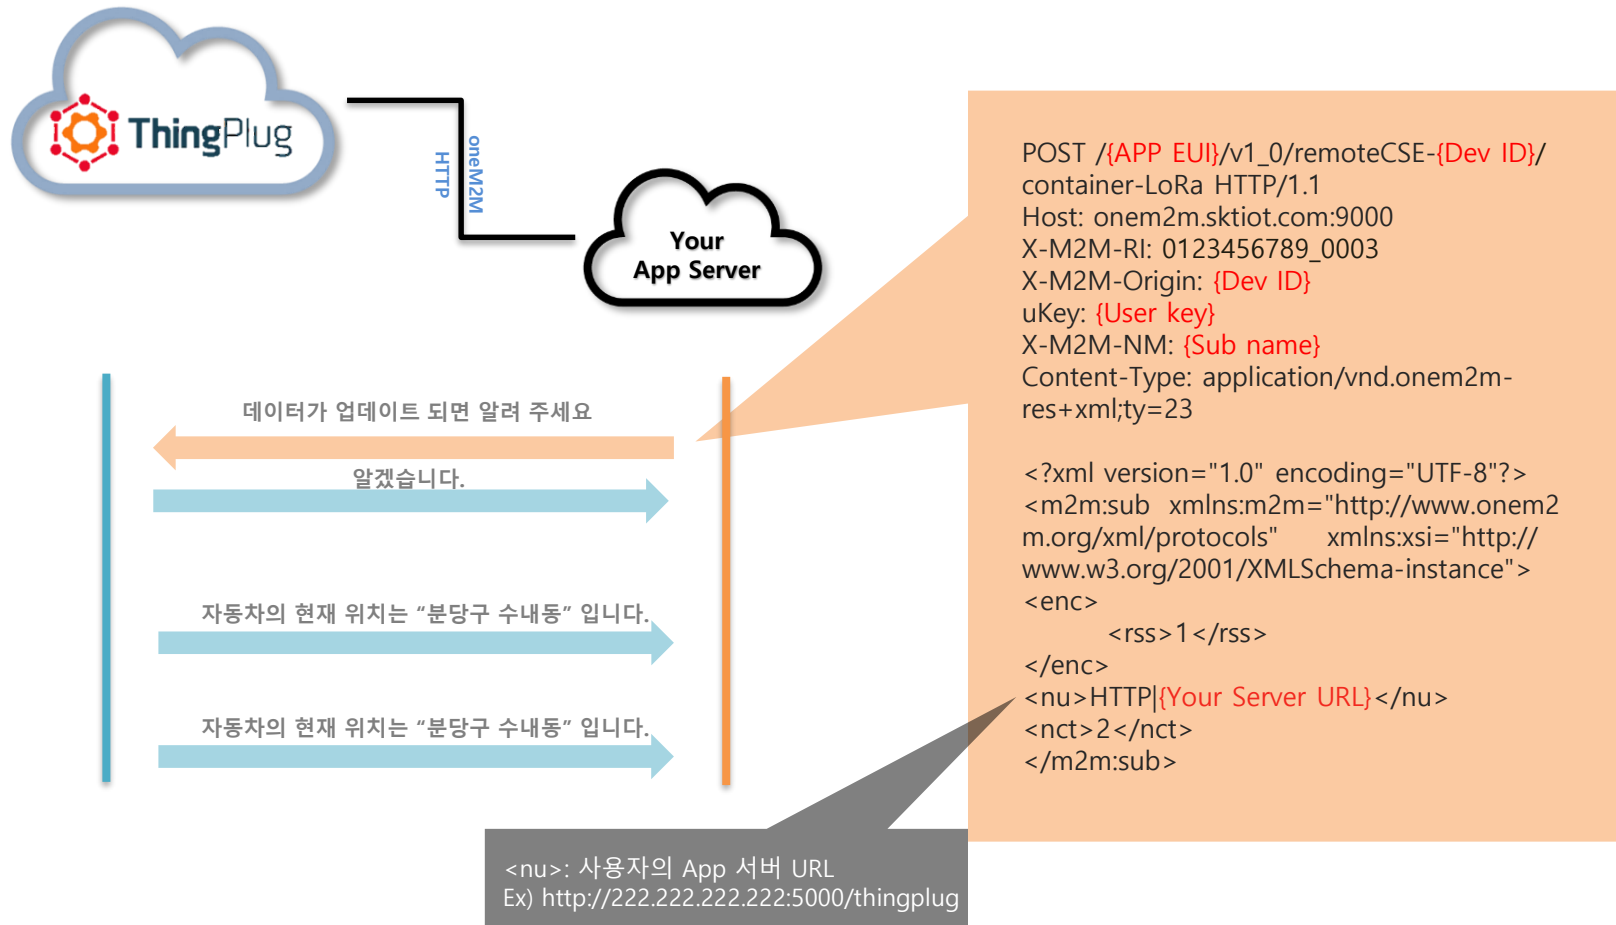 ThingPlug
oneM2M
HTTP
Your
App Server
데이터가 업데이트 되면 알려 주세요
알겠습니다.
자동차의 현재 위치는 “분당구 수내동” 입니다.
자동차의 현재 위치는 “분당구 수내동” 입니다.
POST /{APP EUI}/v1_0/remoteCSE-{Dev ID}/
container-LoRa HTTP/1.1
Host: onem2m.sktiot.com:9000
X-M2M-RI: 0123456789_0003
X-M2M-Origin: {Dev ID}
uKey: {User key}
X-M2M-NM: {Sub name}
Content-Type: application/vnd.onem2m-
res+xml;ty=23
<?xml version="1.0" encoding="UTF-8"?>
<m2m:sub xmlns:m2m="http://www.onem2
m.org/xml/protocols" xmlns:xsi="http://
www.w3.org/2001/XMLSchema-instance">
<enc>
<rss>1</rss>
</enc>
<nu>HTTP|{Your Server URL}</nu>
<nct>2</nct>
</m2m:sub>
<nu>: 사용자의 App 서버 URL
Ex) http://222.222.222.222:5000/thingplug